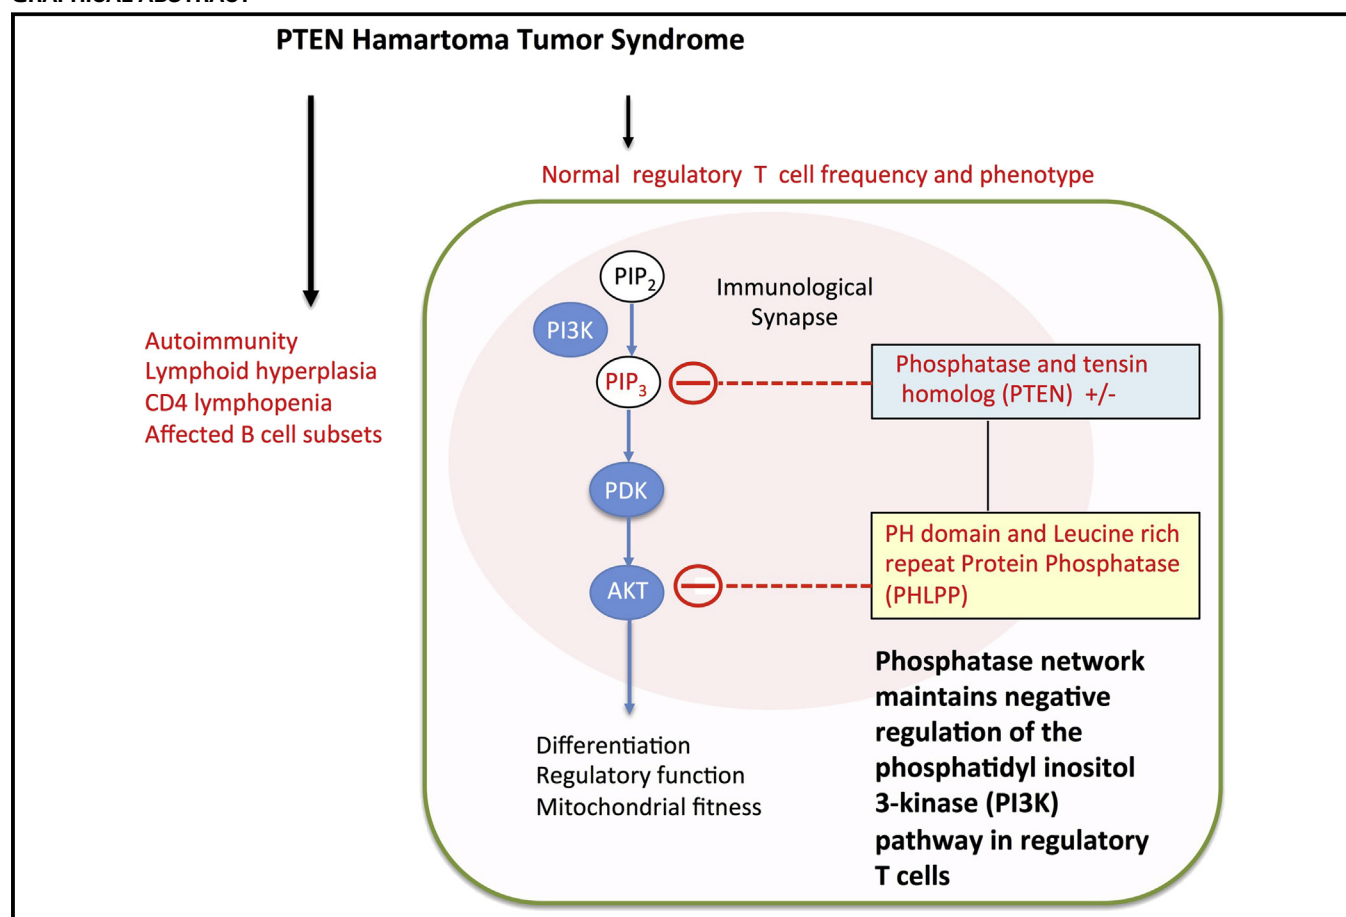 GRAPHICAL ABSTRACT
PTEN Hamartoma Tumor Syndrome
Normal regulatory T cell frequency and phenotype
Autoimmunity
Lymphoid hyperplasia
CD4 lymphopenia
Affected B cell subsets
PIP2
PI3K
PIP3
PDK
AKT
Immunological
Synapse
Phosphatase and tensin
homolog (PTEN) +/-
PH domain and Leucine rich
repeat Protein Phosphatase
(PHLPP)
Differentiation
Regulatory function
Mitochondrial fitness
Phosphatase network
maintains negative
regulation of the
phosphatidyl inositol
3-kinase (PI3K)
pathway in regulatory
T cells